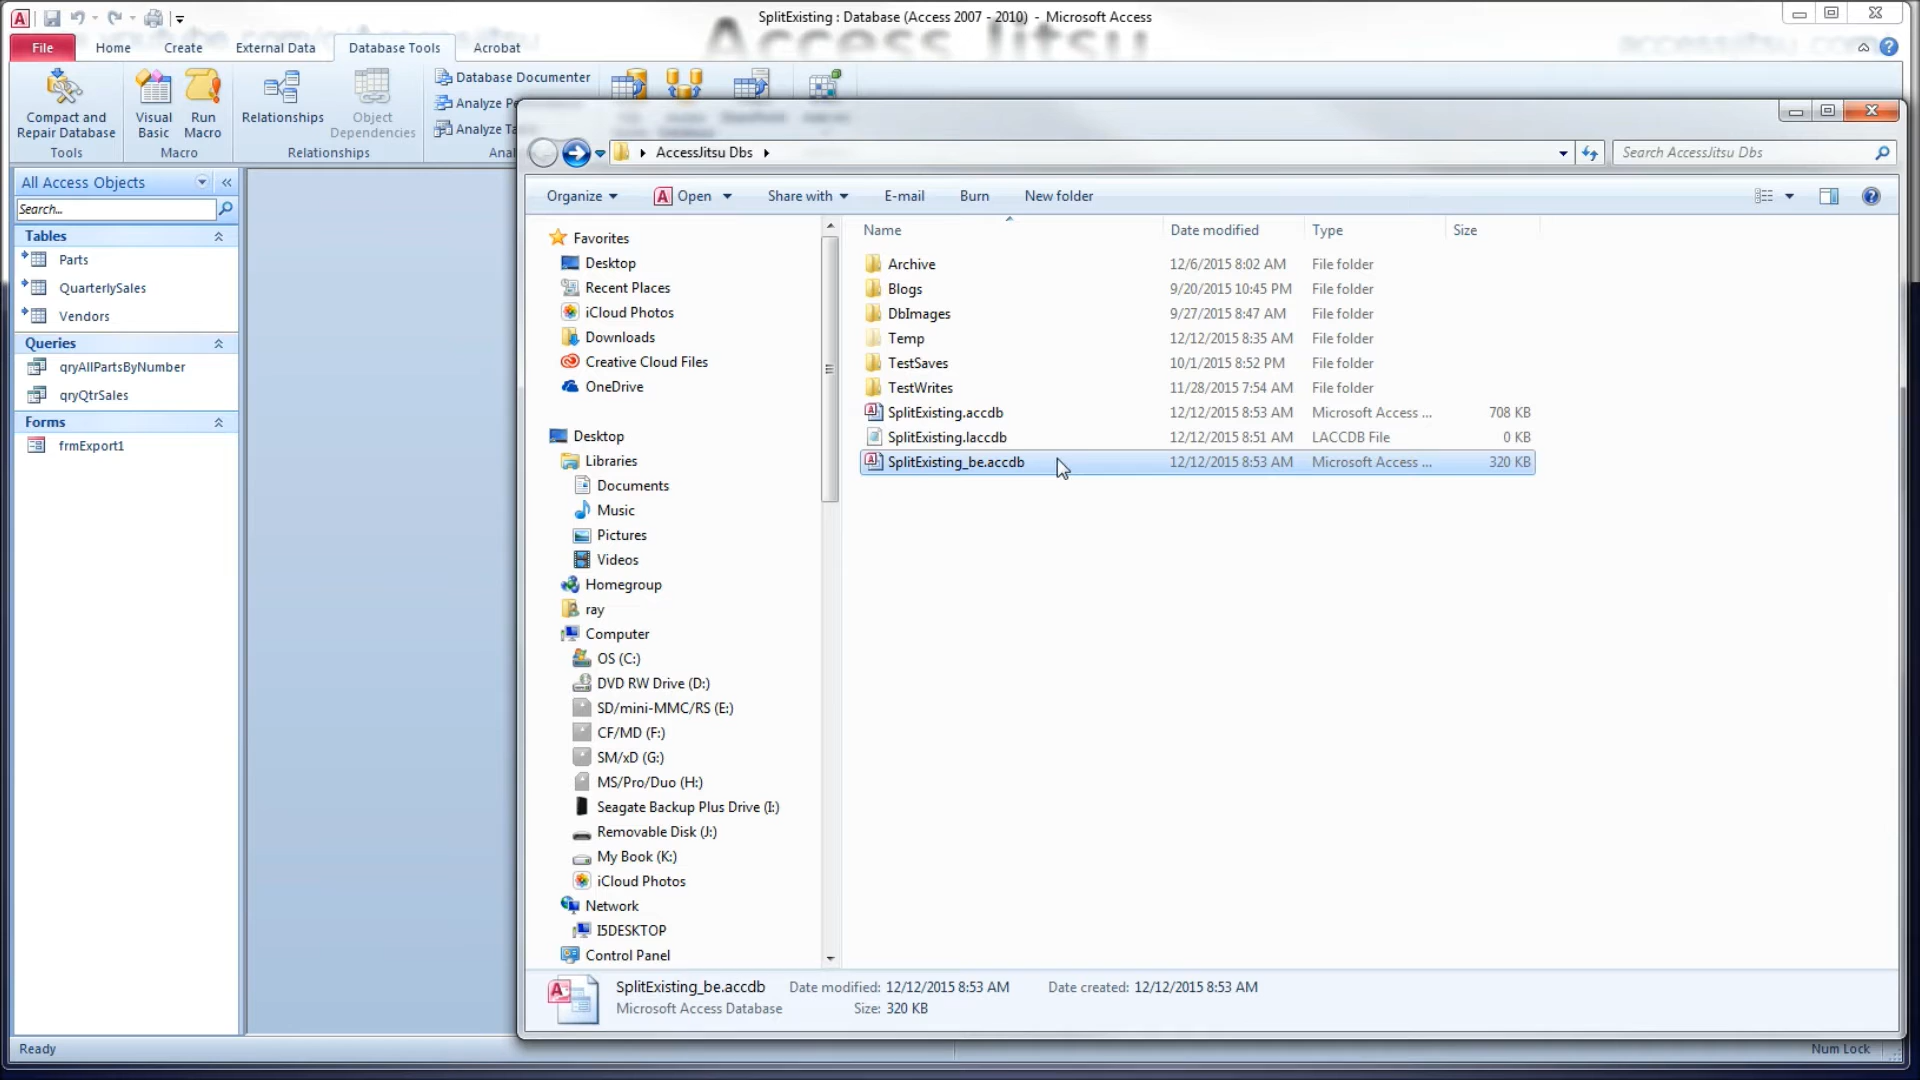 SplitExisting : Database (Access 2007 - 2010) - Microsoft Access
File Home Create External Data Database Tools Acrobat
Access Jitsu
Compact and Repair Database
Visual Basic
Run Macro
Relationships
Object Dependencies
Database Documenter
Analyze Pe
Analyze Ta
Tools
Macro
Relationships
Anal
All Access Objects
Search...
Tables
Parts
QuarterlySales
Vendors
Queries
qryAllPartsByNumber
qryQtrSales
Forms
frmExport1
AccessJitsu Dbs
Search AccessJitsu Dbs
Organize Open Share with E-mail Burn New folder
Favorites
Desktop
Recent Places
iCloud Photos
Downloads
Creative Cloud Files
OneDrive
Desktop
Libraries
Documents
Music
Pictures
Videos
Homegroup
ray
Computer
OS (C:)
DVD RW Drive (D:)
SD/mini-MMC/RS (E:)
CF/MD (F:)
SM/xD (G:)
MS/Pro/Duo (H:)
Seagate Backup Plus Drive (I:)
Removable Disk (J:)
My Book (K:)
iCloud Photos
Network
I5DESKTOP
Control Panel
Name Date modified Type Size
Archive 12/6/2015 8:02 AM File folder
Blogs 9/20/2015 10:45 PM File folder
DbImages 9/27/2015 8:47 AM File folder
Temp 12/12/2015 8:35 AM File folder
TestSaves 10/1/2015 8:52 PM File folder
TestWrites 11/28/2015 7:54 AM File folder
SplitExisting.accdb 12/12/2015 8:53 AM Microsoft Access ... 708 KB
SplitExisting.laccdb 12/12/2015 8:51 AM LACCDB File 0 KB
SplitExisting_be.accdb 12/12/2015 8:53 AM Microsoft Access ... 320 KB
SplitExisting_be.accdb Date modified: 12/12/2015 8:53 AM Date created: 12/12/2015 8:53 AM
Microsoft Access Database Size: 320 KB
Ready
Num Lock